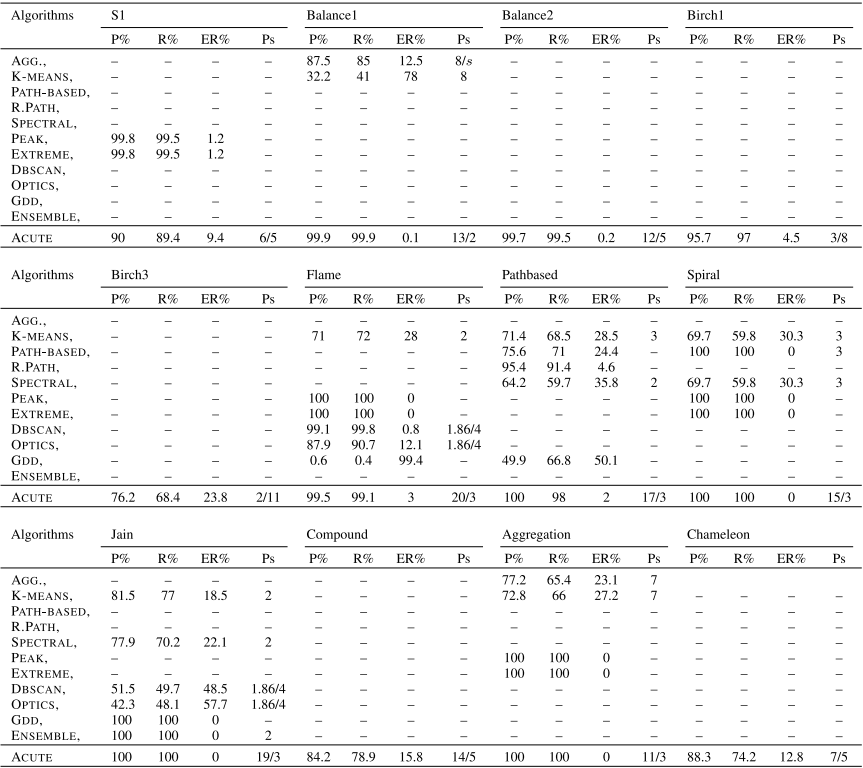 Algorithms S1 Balance1 Balance2 Birch1
P% R% ER% Ps P% R% ER% Ps P% R% ER% Ps P% R% ER% Ps
AGG., – – – – 87.5 85 12.5 8/s – – – – – – – –
K-MEANS, – – – – 32.2 41 78 8 – – – – – – – –
PATH-BASED, – – – – – – – – – – – – – – – –
R.PATH, – – – – – – – – – – – – – – – –
SPECTRAL, – – – – – – – – – – – – – – – –
PEAK, 99.8 99.5 1.2 – – – – – – – – – – – – –
EXTREME, 99.8 99.5 1.2 – – – – – – – – – – – – –
DBSCAN, – – – – – – – – – – – – – – – –
OPTICS, – – – – – – – – – – – – – – – –
GDD, – – – – – – – – – – – – – – – –
ENSEMBLE, – – – – – – – – – – – – – – – –
ACUTE 90 89.4 9.4 6/5 99.9 99.9 0.1 13/2 99.7 99.5 0.2 12/5 95.7 97 4.5 3/8
Algorithms Birch3 Flame Pathbased Spiral
P% R% ER% Ps P% R% ER% Ps P% R% ER% Ps P% R% ER% Ps
AGG., – – – – – – – – – – – – – – – –
K-MEANS, – – – – 71 72 28 2 71.4 68.5 28.5 3 69.7 59.8 30.3 3
PATH-BASED, – – – – – – – – 75.6 71 24.4 – 100 100 0 3
R.PATH, – – – – – – – – 95.4 91.4 4.6 – – – – –
SPECTRAL, – – – – – – – – 64.2 59.7 35.8 2 69.7 59.8 30.3 3
PEAK, – – – – 100 100 0 – – – – – 100 100 0 –
EXTREME, – – – – 100 100 0 – – – – – 100 100 0 –
DBSCAN, – – – – 99.1 99.8 0.8 1.86/4 – – – – – – – –
OPTICS, – – – – 87.9 90.7 12.1 1.86/4 – – – – – – – –
GDD, – – – – 0.6 0.4 99.4 – 49.9 66.8 50.1 – – – – –
ENSEMBLE, – – – – – – – – – – – – – – – –
ACUTE 76.2 68.4 23.8 2/11 99.5 99.1 3 20/3 100 98 2 17/3 100 100 0 15/3
Algorithms Jain Compound Aggregation Chameleon
P% R% ER% Ps P% R% ER% Ps P% R% ER% Ps P% R% ER% Ps
AGG., – – – – – – – – 77.2 65.4 23.1 7 – – – –
K-MEANS, 81.5 77 18.5 2 – – – – 72.8 66 27.2 7 – – – –
PATH-BASED, – – – – – – – – – – – – – – – –
R.PATH, – – – – – – – – – – – – – – – –
SPECTRAL, 77.9 70.2 22.1 2 – – – – – – – – – – – –
PEAK, – – – – – – – – 100 100 0 – – – – –
EXTREME, – – – – – – – – 100 100 0 – – – – –
DBSCAN, 51.5 49.7 48.5 1.86/4 – – – – – – – – – – – –
OPTICS, 42.3 48.1 57.7 1.86/4 – – – – – – – – – – – –
GDD, 100 100 0 – – – – – – – – – – – – –
ENSEMBLE, 100 100 0 2 – – – – – – – – – – – –
ACUTE 100 100 0 19/3 84.2 78.9 15.8 14/5 100 100 0 11/3 88.3 74.2 12.8 7/5